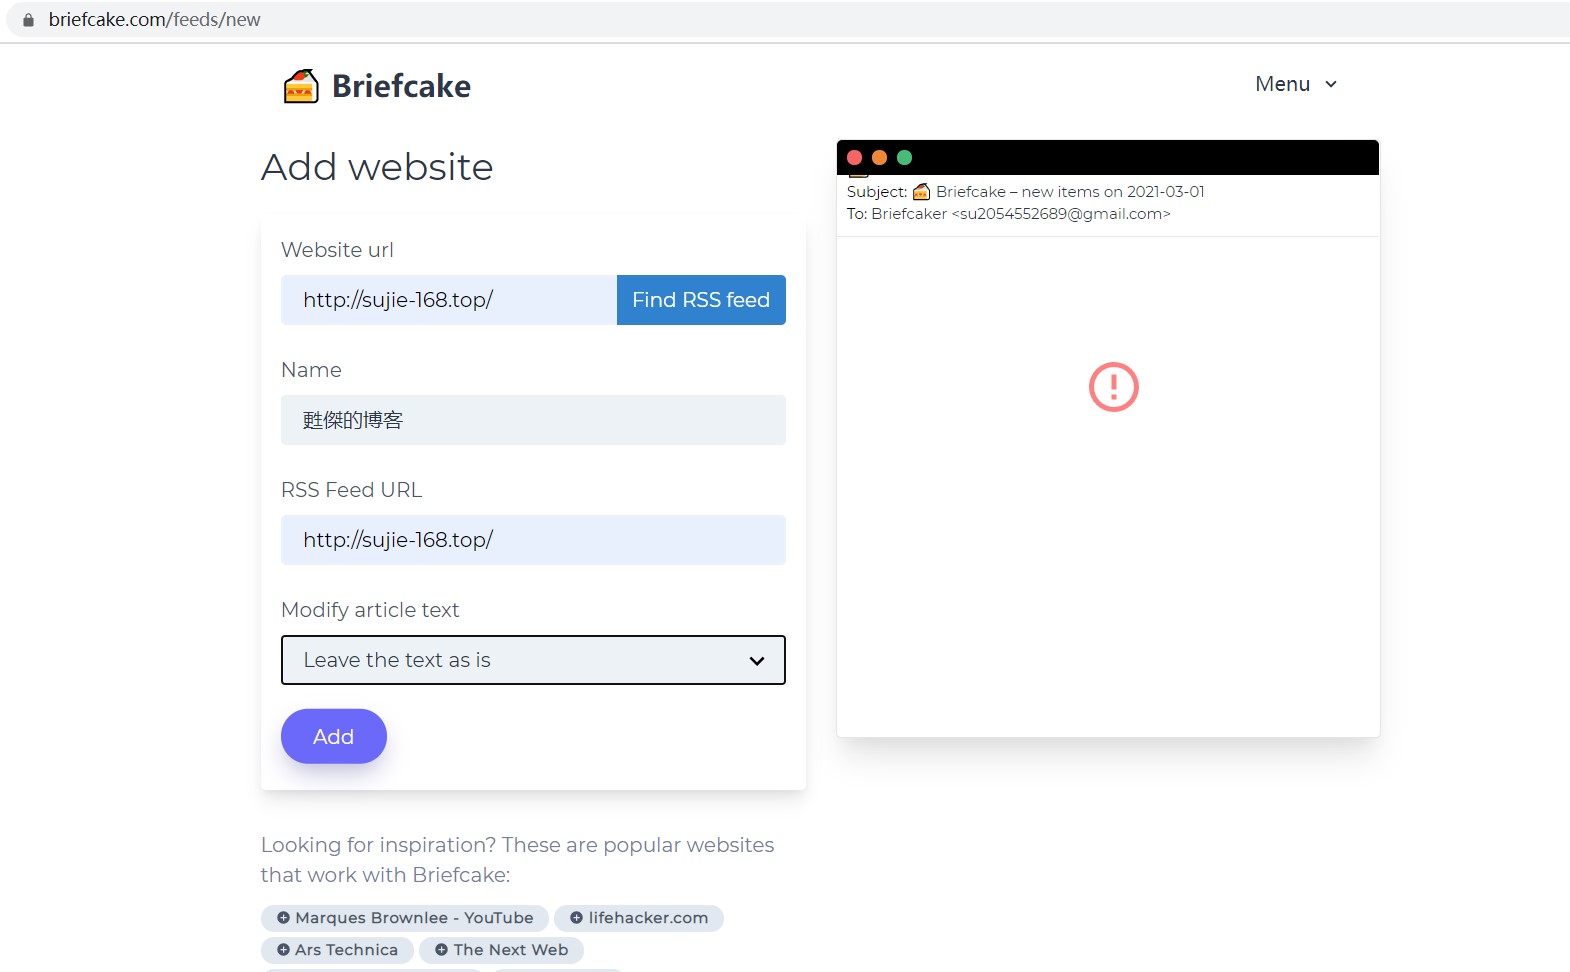 briefcake.com/feeds/new
Briefcake
Menu
Add website
Website url
http://sujie-168.top/
Find RSS feed
Name
甦傑的博客
RSS Feed URL
http://sujie-168.top/
Modify article text
Leave the text as is
Add
Looking for inspiration? These are popular websites
that work with Briefcake:
Marques Brownlee - YouTube
lifehacker.com
Ars Technica
The Next Web
Subject: 🍰 Briefcake – new items on 2021-03-01
To: Briefcaker <su2054552689@gmail.com>